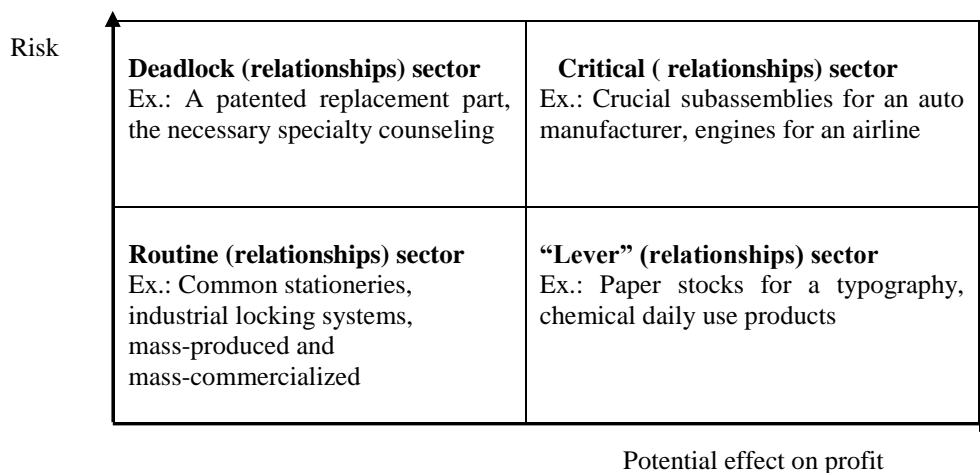 Risk
Deadlock (relationships) sector
Ex.: A patented replacement part,
the necessary specialty counseling
Critical ( relationships) sector
Ex.: Crucial subassemblies for an auto
manufacturer, engines for an airline
Routine (relationships) sector
Ex.: Common stationeries,
industrial locking systems,
mass-produced and
mass-commercialized
“Lever” (relationships) sector
Ex.: Paper stocks for a typography,
chemical daily use products
Potential effect on profit